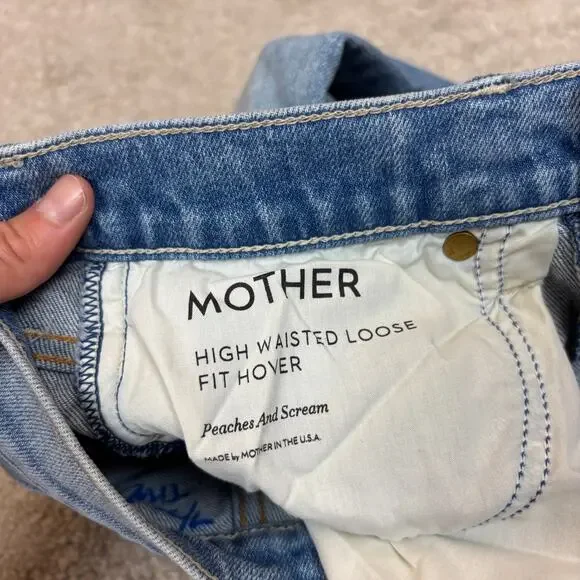 MOTHER
HIGH WAISTED LOOSE
FIT HOVER
Peaches And Scream
MADE by MOTHER IN THE U.S.A.